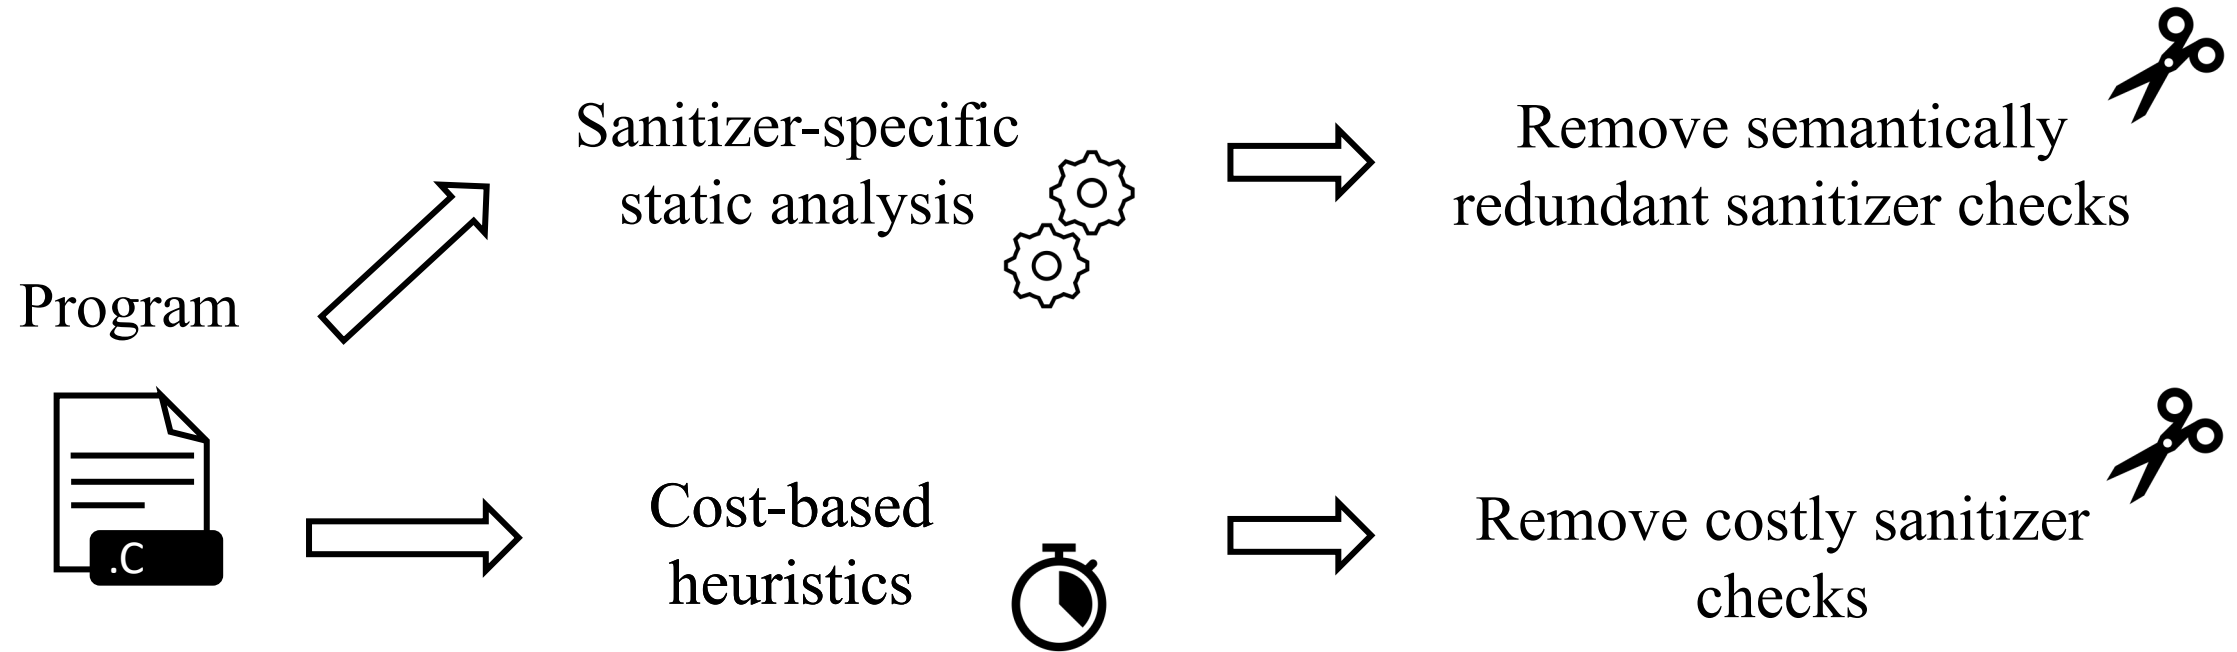 Program
.C
Sanitizer-specific
static analysis
Remove semantically
redundant sanitizer checks
Cost-based
heuristics
Remove costly sanitizer
checks